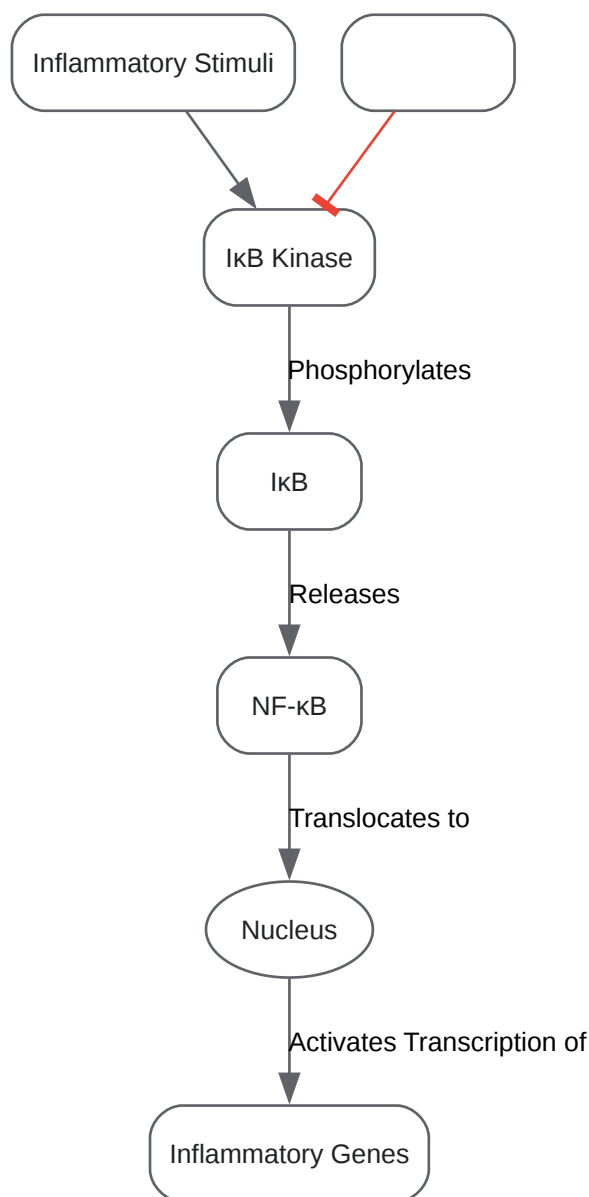 Inflammatory Stimuli
IκB Kinase
Phosphorylates
IκB
Releases
NF-κB
Translocates to
Nucleus
Activates Transcription of
Inflammatory Genes